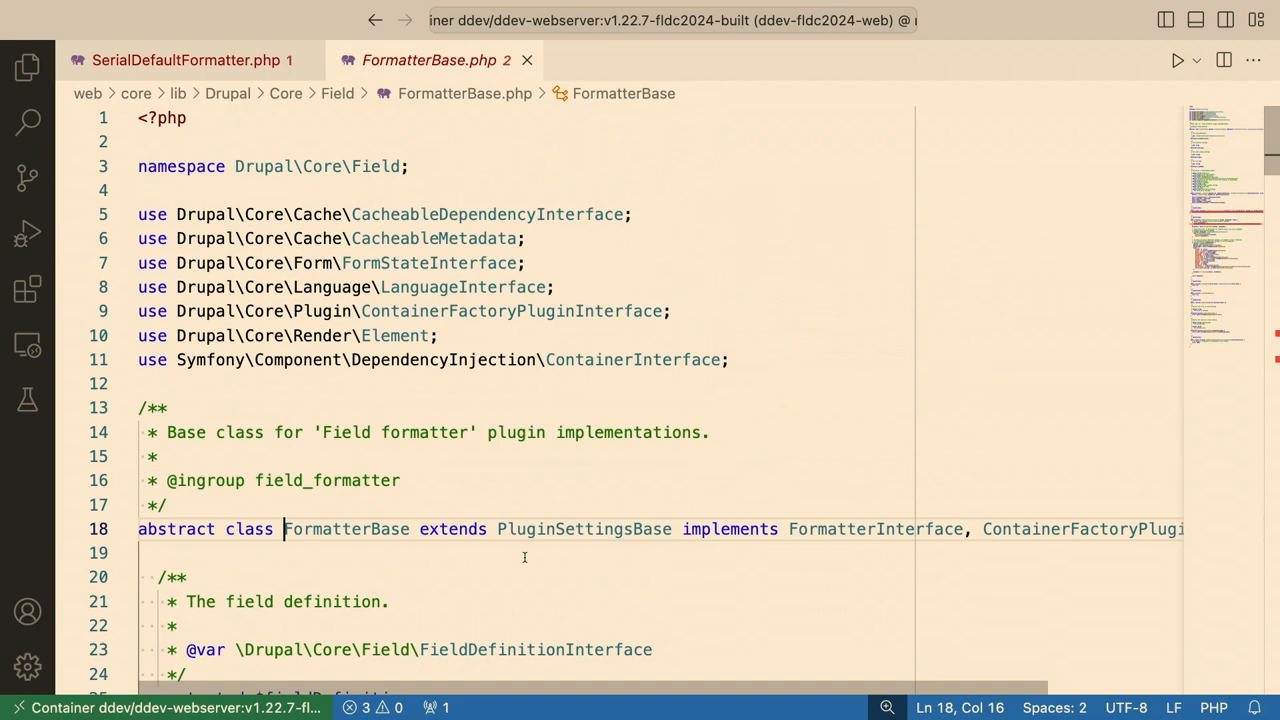 iner ddev/ddev-webserver:v1.22.7-fldc2024-built (ddev-fldc2024-web) @
SerialDefaultFormatter.php 1
FormatterBase.php 2
web > core > lib > Drupal > Core > Field > FormatterBase.php > FormatterBase
1 <?php
2
3 namespace Drupal\Core\Field;
4
5 use Drupal\Core\Cache\CacheableDependencyInterface;
6 use Drupal\Core\Cache\CacheableMetadata;
7 use Drupal\Core\Form\FormStateInterface;
8 use Drupal\Core\Language\LanguageInterface;
9 use Drupal\Core\Plugin\ContainerFactoryPluginInterface;
10 use Drupal\Core\Render\Element;
11 use Symfony\Component\DependencyInjection\ContainerInterface;
12
13 /**
14 * Base class for 'Field formatter' plugin implementations.
15 *
16 * @ingroup field_formatter
17 */
18 abstract class FormatterBase extends PluginSettingsBase implements FormatterInterface, ContainerFactoryPlugi
19
20 /**
21 * The field definition.
22 *
23 * @var \Drupal\Core\Field\FieldDefinitionInterface
24 */
Container ddev/ddev-webserver:v1.22.7-fl... 3 0 1 Ln 18, Col 16 Spaces: 2 UTF-8 LF PHP